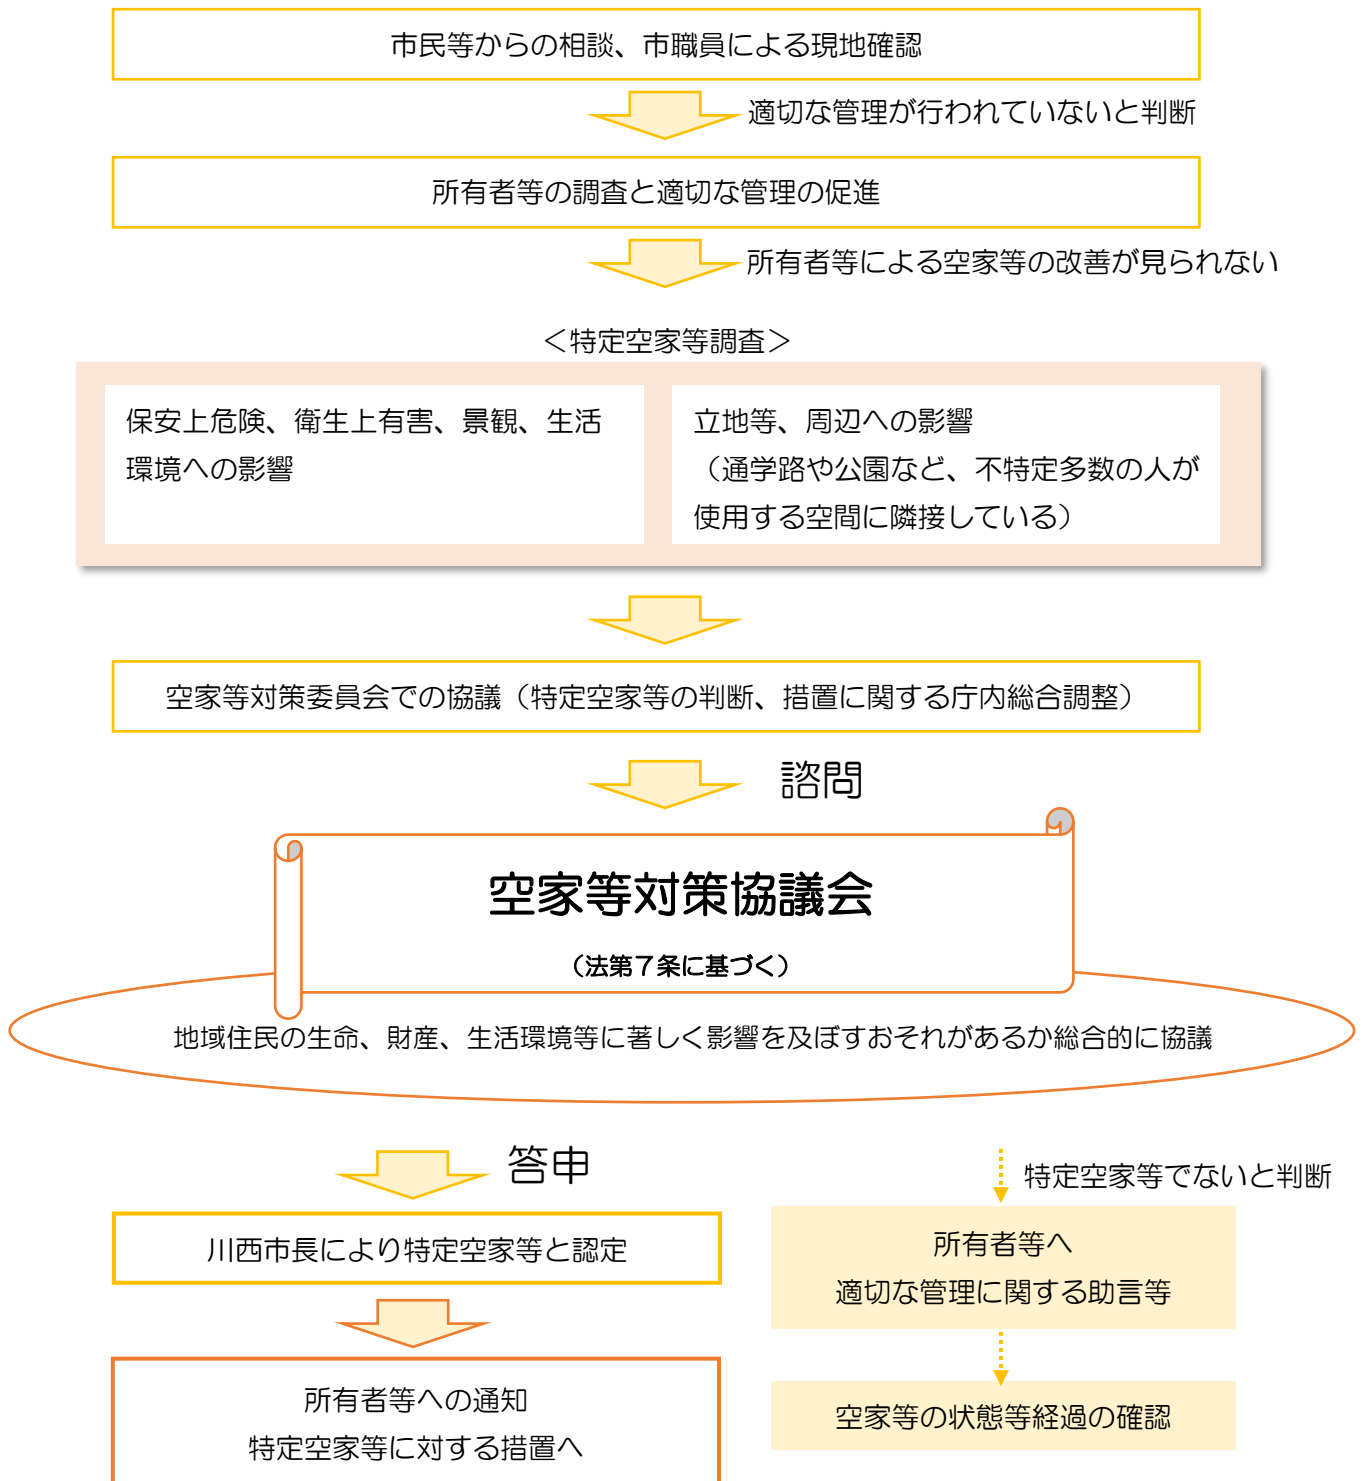 市民等からの相談、市職員による現地確認
適切な管理が行われていないと判断
所有者等の調査と適切な管理の促進
所有者等による空家等の改善が見られない
＜特定空家等調査＞
保安上危険、衛生上有害、景観、生活
環境への影響
立地等、周辺への影響
（通学路や公園など、不特定多数の人が
使用する空間に隣接している）
空家等対策委員会での協議（特定空家等の判断、措置に関する庁内総合調整）
諮問
空家等対策協議会
（法第７条に基づく）
地域住民の生命、財産、生活環境等に著しく影響を及ぼすおそれがあるか総合的に協議
答申
川西市長により特定空家等と認定
所有者等への通知
特定空家等に対する措置へ
特定空家等でないと判断
所有者等へ
適切な管理に関する助言等
空家等の状態等経過の確認